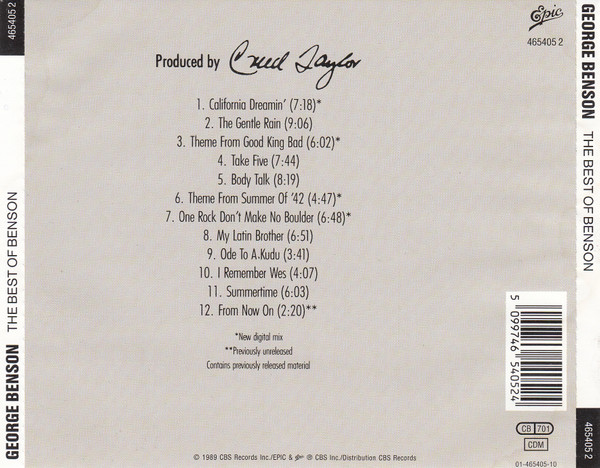 465405 2
GEORGE BENSON THE BEST OF BENSON
Epic
465405 2
Produced by Creed Taylor
1. California Dreamin' (7:18)*
2. The Gentle Rain (9:06)
3. Theme From Good King Bad (6:02)*
4. Take Five (7:44)
5. Body Talk (8:19)
6. Theme From Summer Of '42 (4:47)*
7. One Rock Don't Make No Boulder (6:48)*
8. My Latin Brother (6:51)
9. Ode To A.Kudu (3:41)
10. I Remember Wes (4:07)
11. Summertime (6:03)
12. From Now On (2:20)**
*New digital mix
**Previously unreleased
Contains previously released material
5 099746 540524
CB 701
CDM
01-465405-10
© 1989 CBS Records Inc./EPIC & ℗ CBS Inc./Distribution CBS Records
GEORGE BENSON THE BEST OF BENSON
465405 2